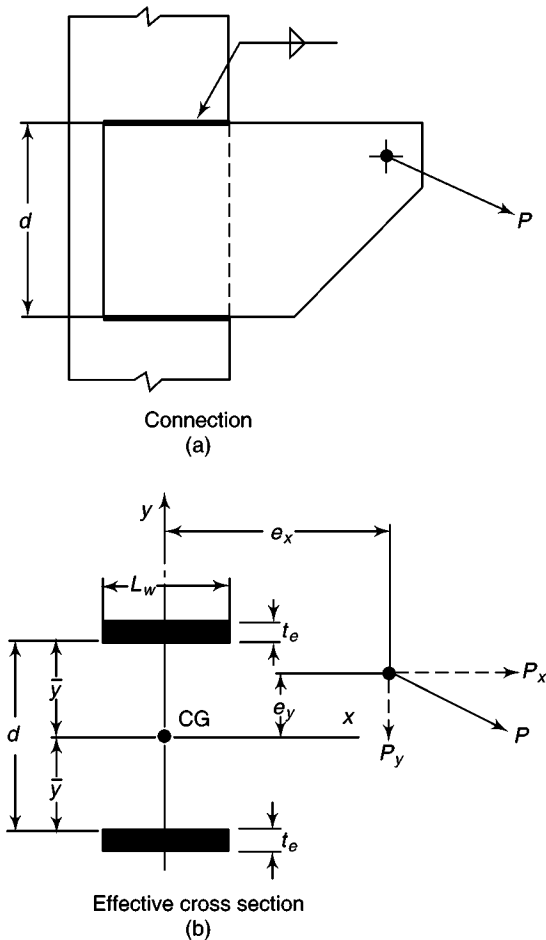 d
P
Connection
(a)
y
e_x
L_w
t_e
ȳ
d
CG
e_y
x
P_x
P
P_y
ȳ
t_e
Effective cross section
(b)